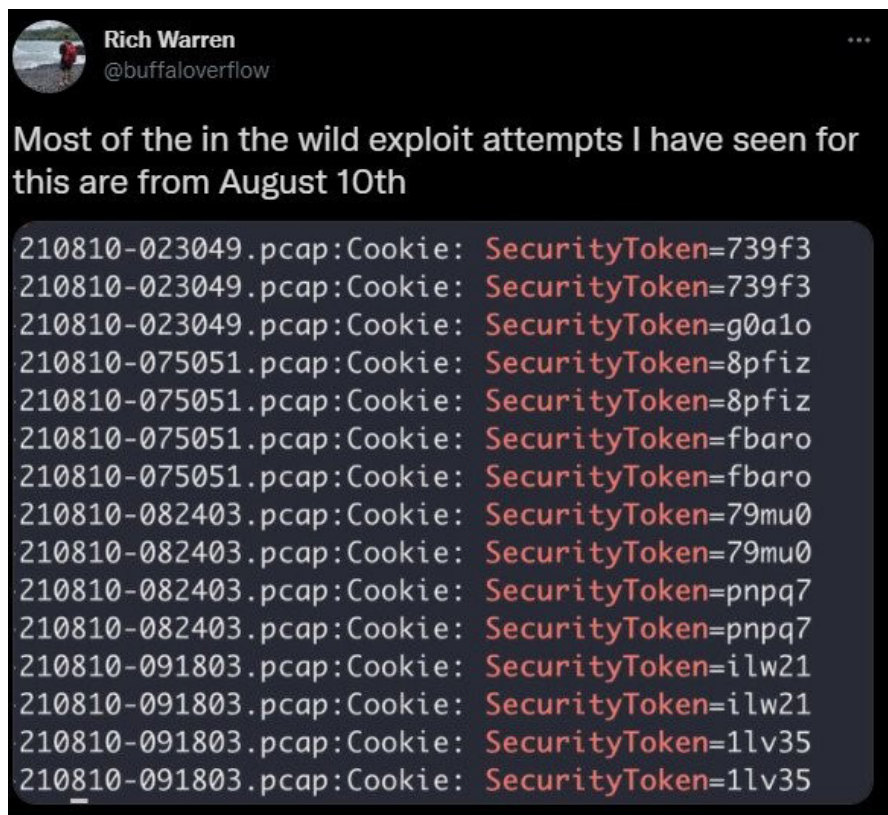 Rich Warren
@buffaloverflow
Most of the in the wild exploit attempts I have seen for
this are from August 10th
210810-023049.pcap:Cookie: SecurityToken=739f3
210810-023049.pcap:Cookie: SecurityToken=739f3
210810-023049.pcap:Cookie: SecurityToken=g0a1o
210810-075051.pcap:Cookie: SecurityToken=8pfiz
210810-075051.pcap:Cookie: SecurityToken=8pfiz
210810-075051.pcap:Cookie: SecurityToken=fbaro
210810-075051.pcap:Cookie: SecurityToken=fbaro
210810-082403.pcap:Cookie: SecurityToken=79mu0
210810-082403.pcap:Cookie: SecurityToken=79mu0
210810-082403.pcap:Cookie: SecurityToken=pnpq7
210810-082403.pcap:Cookie: SecurityToken=pnpq7
210810-091803.pcap:Cookie: SecurityToken=ilw21
210810-091803.pcap:Cookie: SecurityToken=ilw21
210810-091803.pcap:Cookie: SecurityToken=1lv35
210810-091803.pcap:Cookie: SecurityToken=1lv35